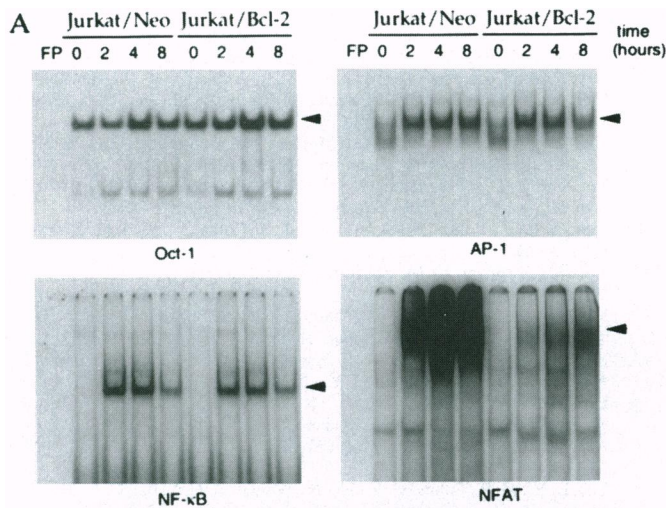 A
Jurkat/Neo Jurkat/Bcl-2 Jurkat/Neo Jurkat/Bcl-2 time
FP 0 2 4 8 0 2 4 8 FP 0 2 4 8 0 2 4 8 (hours)
Oct-1 AP-1
NF-κB NFAT